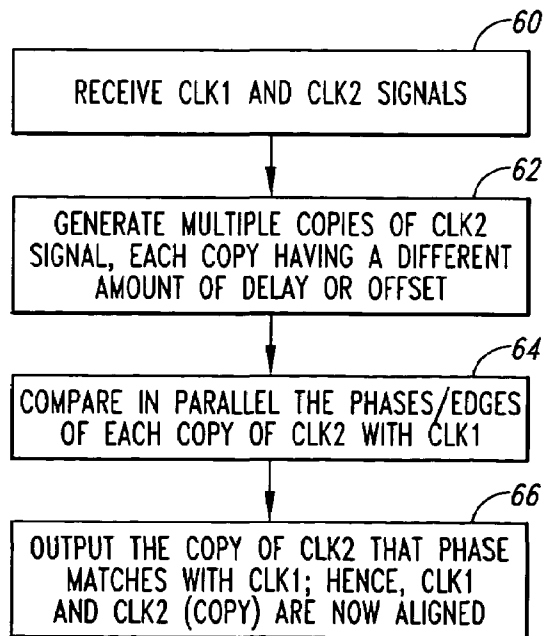 60
RECEIVE CLK1 AND CLK2 SIGNALS
62
GENERATE MULTIPLE COPIES OF CLK2
SIGNAL, EACH COPY HAVING A DIFFERENT
AMOUNT OF DELAY OR OFFSET
64
COMPARE IN PARALLEL THE PHASES/EDGES
OF EACH COPY OF CLK2 WITH CLK1
66
OUTPUT THE COPY OF CLK2 THAT PHASE
MATCHES WITH CLK1; HENCE, CLK1
AND CLK2 (COPY) ARE NOW ALIGNED